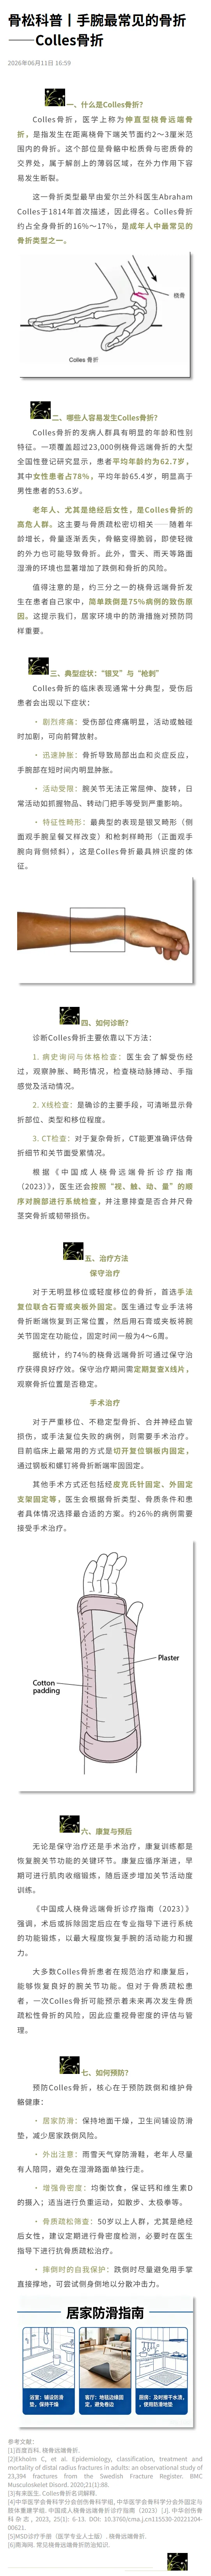 骨松科普丨手腕最常见的骨折
——Colles骨折
2026年06月11日 16:59
一、什么是Colles骨折?
Colles骨折，医学上称为伸直型桡骨远端骨
折，是指发生在距离桡骨下端关节面约2～3厘米范
围内的骨折。这个部位是骨骼中松质骨与密质骨的
交界处，属于解剖上的薄弱区域，在外力作用下容
易发生断裂。
这一骨折类型最早由爱尔兰外科医生Abraham
Colles于1814年首次描述，因此得名。Colles骨折
约占全身骨折的16%～17%，是成年人中最常见的
骨折类型之一。
桡骨
Colles 骨折
二、哪些人容易发生Colles骨折?
Colles骨折的发病人群具有明显的年龄和性别
特征。一项覆盖超过23,000例桡骨远端骨折的大型
全国性登记研究显示，患者平均年龄约为62.7岁，
其中女性患者占78%，平均年龄65.4岁，明显高于
男性患者的53.6岁。
老年人、尤其是绝经后女性，是Colles骨折的
高危人群。这主要与骨质疏松密切相关——随着年
龄增长，骨量逐渐丢失，骨骼变得脆弱，即使轻微
的外力也可能导致骨折。此外，雪天、雨天等路面
湿滑的环境也显著增加了跌倒和骨折的风险。
值得注意的是，约三分之一的桡骨远端骨折发
生在患者自己家中，简单跌倒是75%病例的致伤原
因。这提示我们，居家环境中的防滑措施对预防同
样重要。
三、典型症状：“银叉”与“枪刺”
Colles骨折的临床表现通常十分典型，受伤后
患者会出现以下症状：
· 剧烈疼痛：受伤部位疼痛明显，活动或触碰
时加剧，可向前臂放射。
· 迅速肿胀：骨折导致局部出血和炎症反应，
手腕部在短时间内明显肿胀。
· 活动受限：腕关节无法正常屈伸、旋转，日
常活动如抓握物品、转动门把手等受到严重影响。
· 特征性畸形：最典型的表现是银叉畸形（侧
面观手腕呈餐叉样改变）和枪刺样畸形（正面观手
腕向背侧倾斜），这是Colles骨折最具辨识度的体
征。
四、如何诊断?
诊断Colles骨折主要依靠以下方法：
1. 病史询问与体格检查：医生会了解受伤经
过，观察肿胀、畸形情况，检查桡动脉搏动、手指
感觉及活动情况。
2. X线检查：是确诊的主要手段，可清晰显示骨
折部位、类型和移位程度。
3. CT检查：对于复杂骨折，CT能更准确评估骨
折细节和关节面受累情况。
根据《中国成人桡骨远端骨折诊疗指南
（2023）》，医生还会按照“视、触、动、量”的顺
序对腕部进行系统检查，并注意排查是否合并尺骨
茎突骨折或韧带损伤。
五、治疗方法
保守治疗
对于无明显移位或轻度移位的骨折，首选手法
复位联合石膏或夹板外固定。医生通过专业手法将
骨折断端恢复到正常位置，然后用石膏或夹板将腕
关节固定在功能位，固定时间一般为4～6周。
据统计，约74%的桡骨远端骨折可通过保守治
疗获得良好疗效。保守治疗期间需定期复查X线片，
观察骨折位置是否稳定。
手术治疗
对于严重移位、不稳定型骨折、合并神经血管
损伤，或手法复位失败的病例，则需要手术治疗。
目前临床上最常用的方式是切开复位钢板内固定，
通过钢板和螺钉将骨折断端牢固固定。
其他手术方式还包括经皮克氏针固定、外固定
支架固定等，医生会根据骨折类型、骨质条件和患
者具体情况选择最合适的方案。约26%的病例需要
接受手术治疗。
Plaster
Cotton
padding
六、康复与预后
无论是保守治疗还是手术治疗，康复训练都是
恢复腕关节功能的关键环节。康复应循序渐进，早
期可进行肌肉收缩锻炼，随后逐步增加关节活动度
训练。
《中国成人桡骨远端骨折诊疗指南（2023）》
强调，术后或拆除固定后应在专业指导下进行系统
的功能锻炼，以最大程度恢复手腕的活动能力和握
力。
大多数Colles骨折患者在规范治疗和康复后，
能够恢复良好的腕关节功能。但对于骨质疏松患
者，一次Colles骨折可能预示着未来再次发生骨质
疏松性骨折的风险，因此应重视骨密度的评估与管
理。
七、如何预防?
预防Colles骨折，核心在于预防跌倒和维护骨
骼健康：
· 居家防滑：保持地面干燥，卫生间铺设防滑
垫，减少居家跌倒风险。
· 外出注意：雨雪天气穿防滑鞋，老年人尽量
有人陪同，避免在湿滑路面单独行走。
· 增强骨密度：均衡饮食，保证钙和维生素D
的摄入；适当进行负重运动，如散步、太极拳等。
· 骨质疏松筛查：50岁以上人群，尤其是绝经
后女性，建议定期进行骨密度检测，必要时在医生
指导下进行抗骨质疏松治疗。
· 摔倒时的自我保护：跌倒时尽量避免用手掌
直接撑地，可尝试侧身倒地以分散冲击力。
居家防滑指南
浴室：铺设防滑
垫，保持干燥
客厅：地毯边缘固
定，避免卷边
厨房：及时擦干水渍，
使用防滑地垫
参考文献：
[1]百度百科. 桡骨远端骨折.
[2]Ekholm C, et al. Epidemiology, classification, treatment and
mortality of distal radius fractures in adults: an observational study of
23,394 fractures from the Swedish Fracture Register. BMC
Musculoskelet Disord. 2020;21(1):88.
[3]有来医生. Colles骨折名词解释.
[4]中华医学会骨科学分会创伤骨科学组, 中华医学会骨科学分会外固定与
肢体重建学组. 中国成人桡骨远端骨折诊疗指南（2023）[J]. 中华创伤骨
科杂志, 2023, 25(1): 6-13. DOI: 10.3760/cma.j.cn115530-20221204-
00621.
[5]MSD诊疗手册（医学专业人士版）. 桡骨远端骨折.
[6]南海网. 常见桡骨远端骨折防治知识.